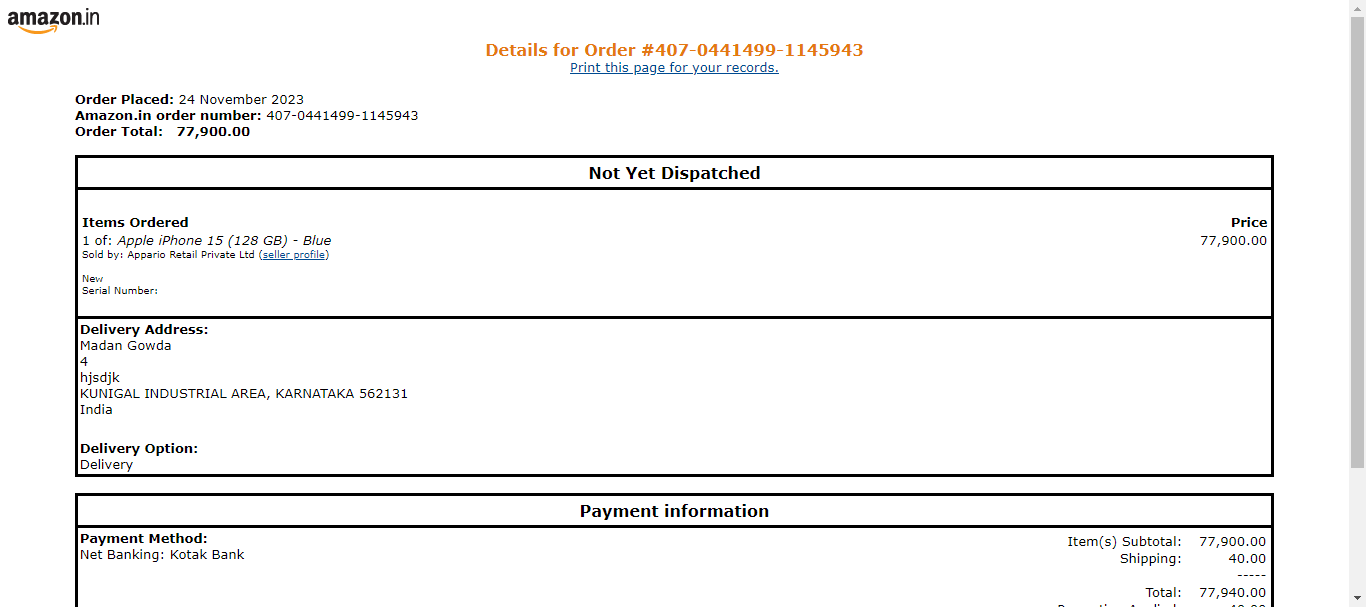 amazon.in
Details for Order #407-0441499-1145943
Print this page for your records.
Order Placed: 24 November 2023
Amazon.in order number: 407-0441499-1145943
Order Total: 77,900.00
Not Yet Dispatched
Items Ordered Price
1 of: Apple iPhone 15 (128 GB) - Blue 77,900.00
Sold by: Appario Retail Private Ltd (seller profile)
New
Serial Number:
Delivery Address:
Madan Gowda
4
hjsdjk
KUNIGAL INDUSTRIAL AREA, KARNATAKA 562131
India
Delivery Option:
Delivery
Payment information
Payment Method:
Net Banking: Kotak Bank
Item(s) Subtotal: 77,900.00
Shipping: 40.00
-----
Total: 77,940.00